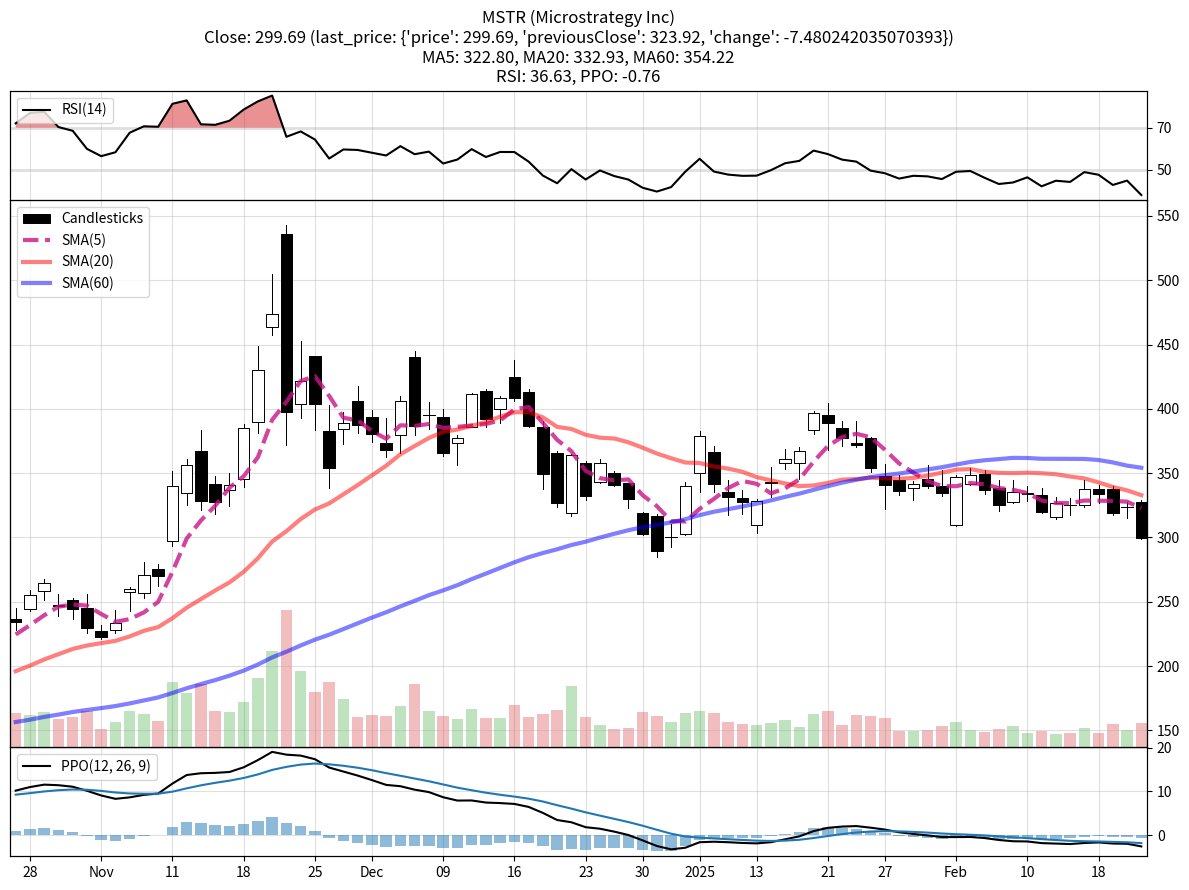 MSTR (Microstrategy Inc)
Close: 299.69 (last_price: {'price': 299.69, 'previousClose': 323.92, 'change': -7.480242035070393})
MA5: 322.80, MA20: 332.93, MA60: 354.22
RSI: 36.63, PPO: -0.76
RSI(14)
70
50
Candlesticks
SMA(5)
SMA(20)
SMA(60)
550
500
450
400
350
300
250
200
150
PPO(12, 26, 9)
20
10
0
28 Nov 11 18 25 Dec 09 16 23 30 2025 13 21 27 Feb 10 18